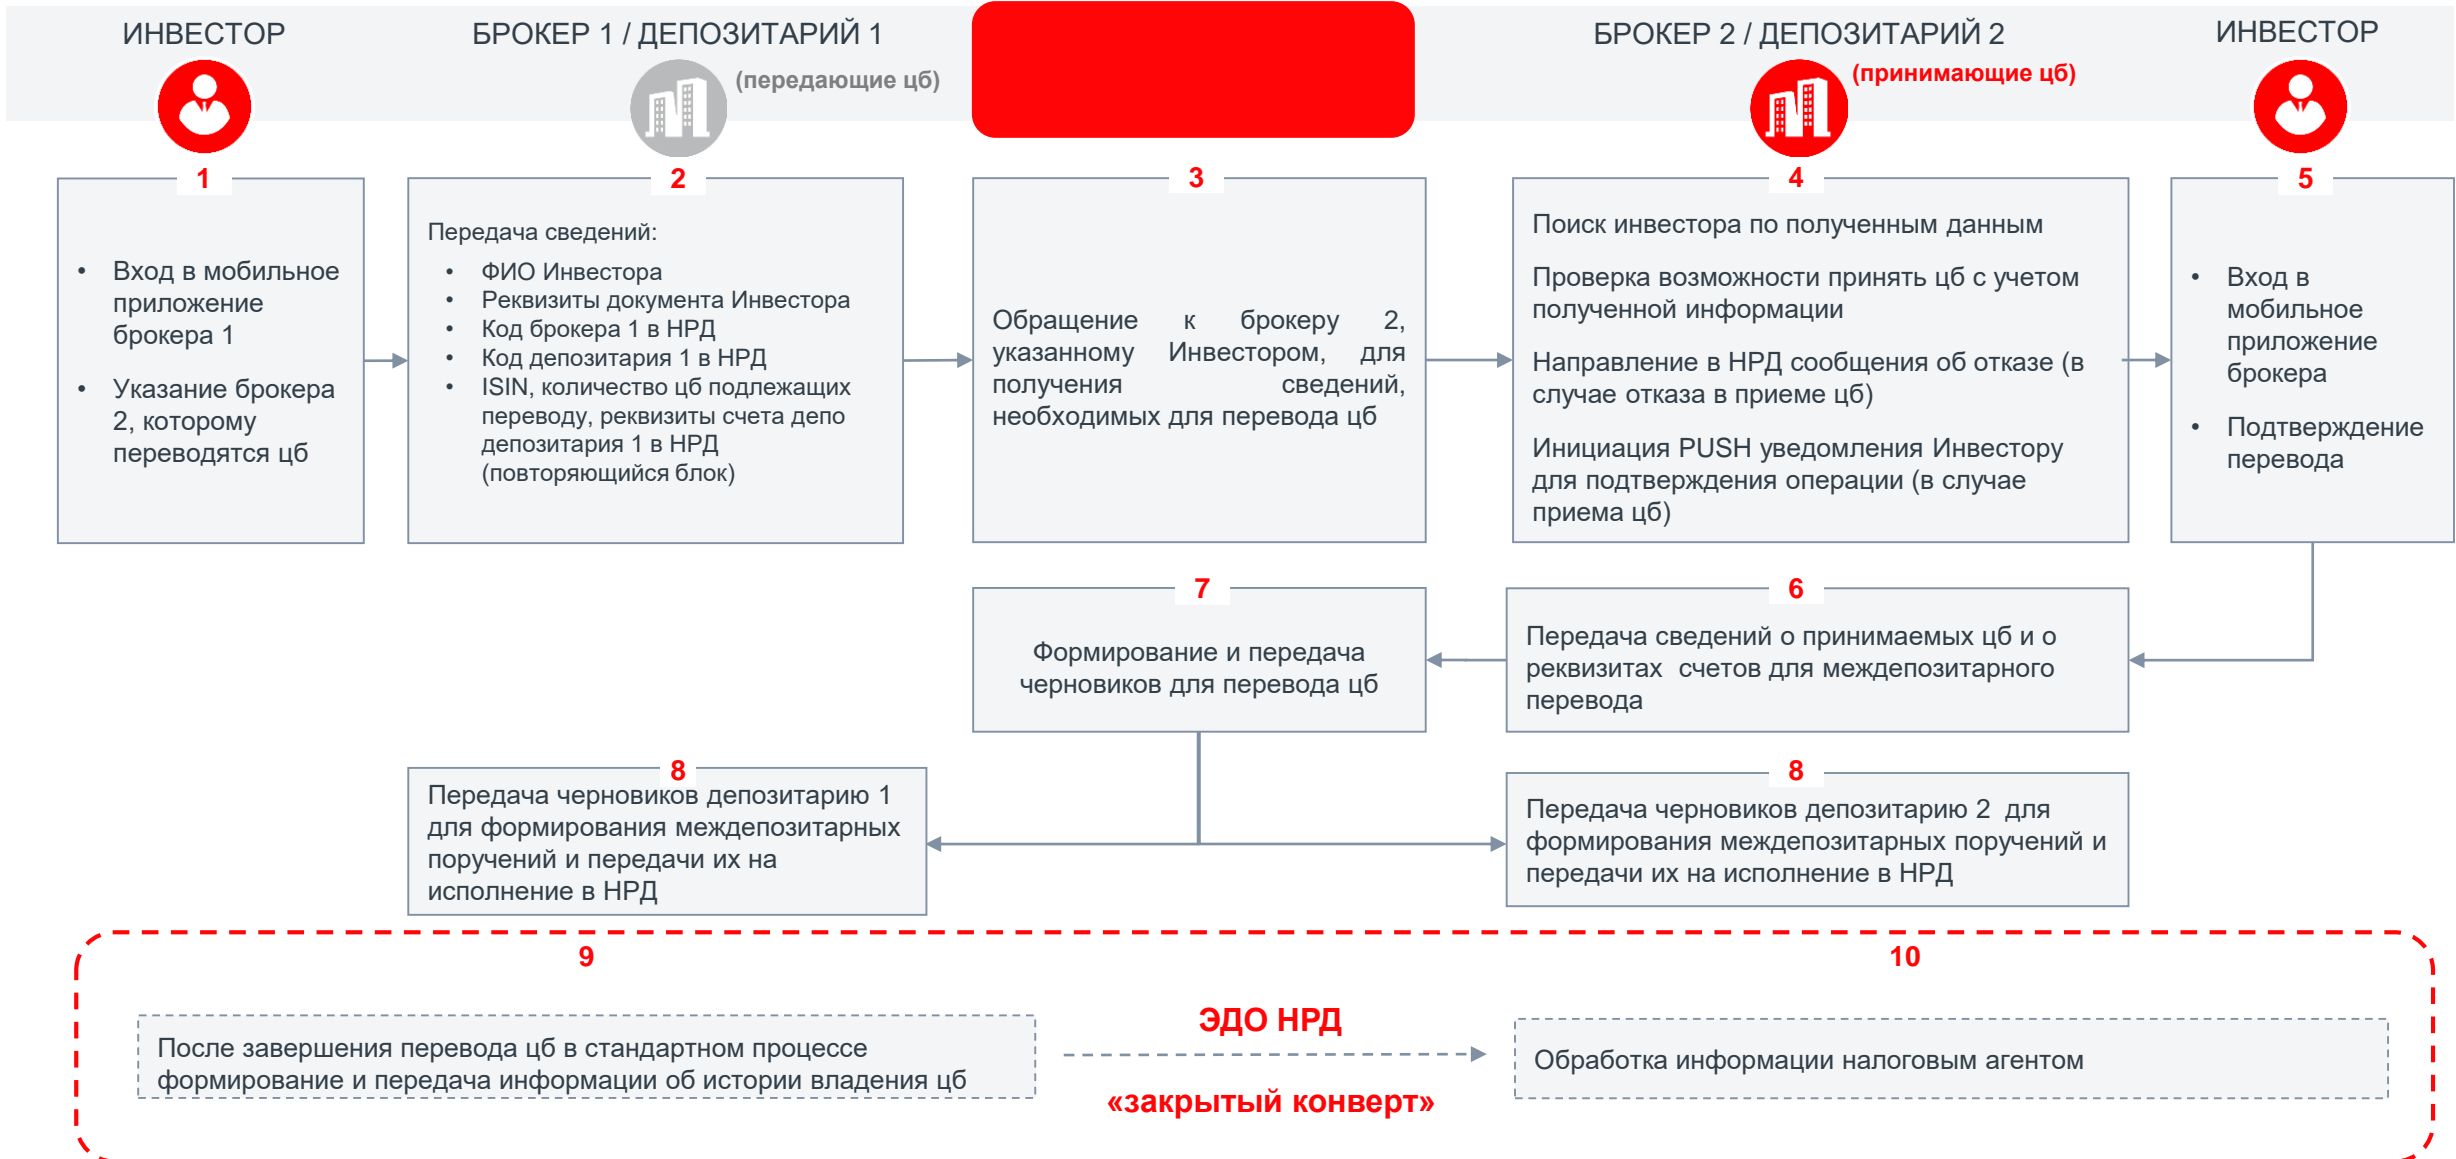 ИНВЕСТОР
БРОКЕР 1 / ДЕПОЗИТАРИЙ 1
(передающие цб)
БРОКЕР 2 / ДЕПОЗИТАРИЙ 2
(принимающие цб)
ИНВЕСТОР
1
• Вход в мобильное
приложение
брокера 1
• Указание брокера
2, которому
переводятся цб
2
Передача сведений:
• ФИО Инвестора
• Реквизиты документа Инвестора
• Код брокера 1 в НРД
• Код депозитария 1 в НРД
• ISIN, количество цб подлежащих
переводу, реквизиты счета депо
депозитария 1 в НРД
(повторяющийся блок)
3
Обращение к брокеру 2,
указанному Инвестором, для
получения сведений,
необходимых для перевода цб
4
Поиск инвестора по полученным данным
Проверка возможности принять цб с учетом
полученной информации
Направление в НРД сообщения об отказе (в
случае отказа в приеме цб)
Инициация PUSH уведомления Инвестору
для подтверждения операции (в случае
приема цб)
5
• Вход в
мобильное
приложение
брокера
• Подтверждение
перевода
7
Формирование и передача
черновиков для перевода цб
6
Передача сведений о принимаемых цб и о
реквизитах счетов для междепозитарного
перевода
8
Передача черновиков депозитарию 1
для формирования междепозитарных
поручений и передачи их на
исполнение в НРД
8
Передача черновиков депозитарию 2 для
формирования междепозитарных поручений и
передачи их на исполнение в НРД
9
После завершения перевода цб в стандартном процессе
формирование и передача информации об истории владения цб
ЭДО НРД
«закрытый конверт»
10
Обработка информации налоговым агентом